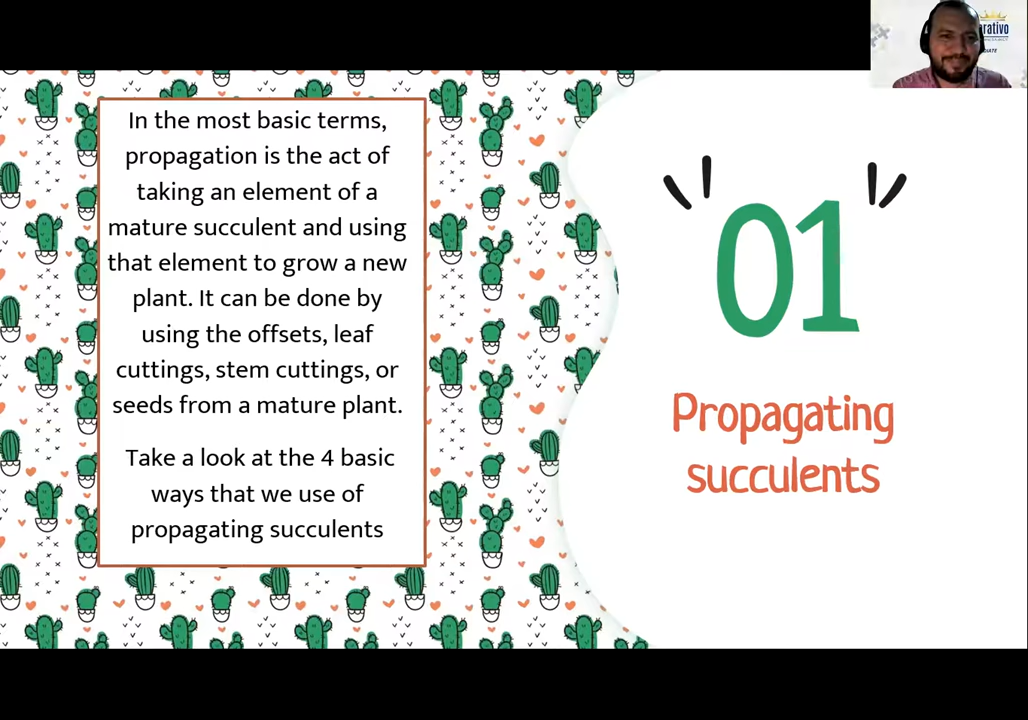 In the most basic terms,
propagation is the act of
taking an element of a
mature succulent and using
that element to grow a new
plant. It can be done by
using the offsets, leaf
cuttings, stem cuttings, or
seeds from a mature plant.
Take a look at the 4 basic
ways that we use of
propagating succulents
01
Propagating
succulents